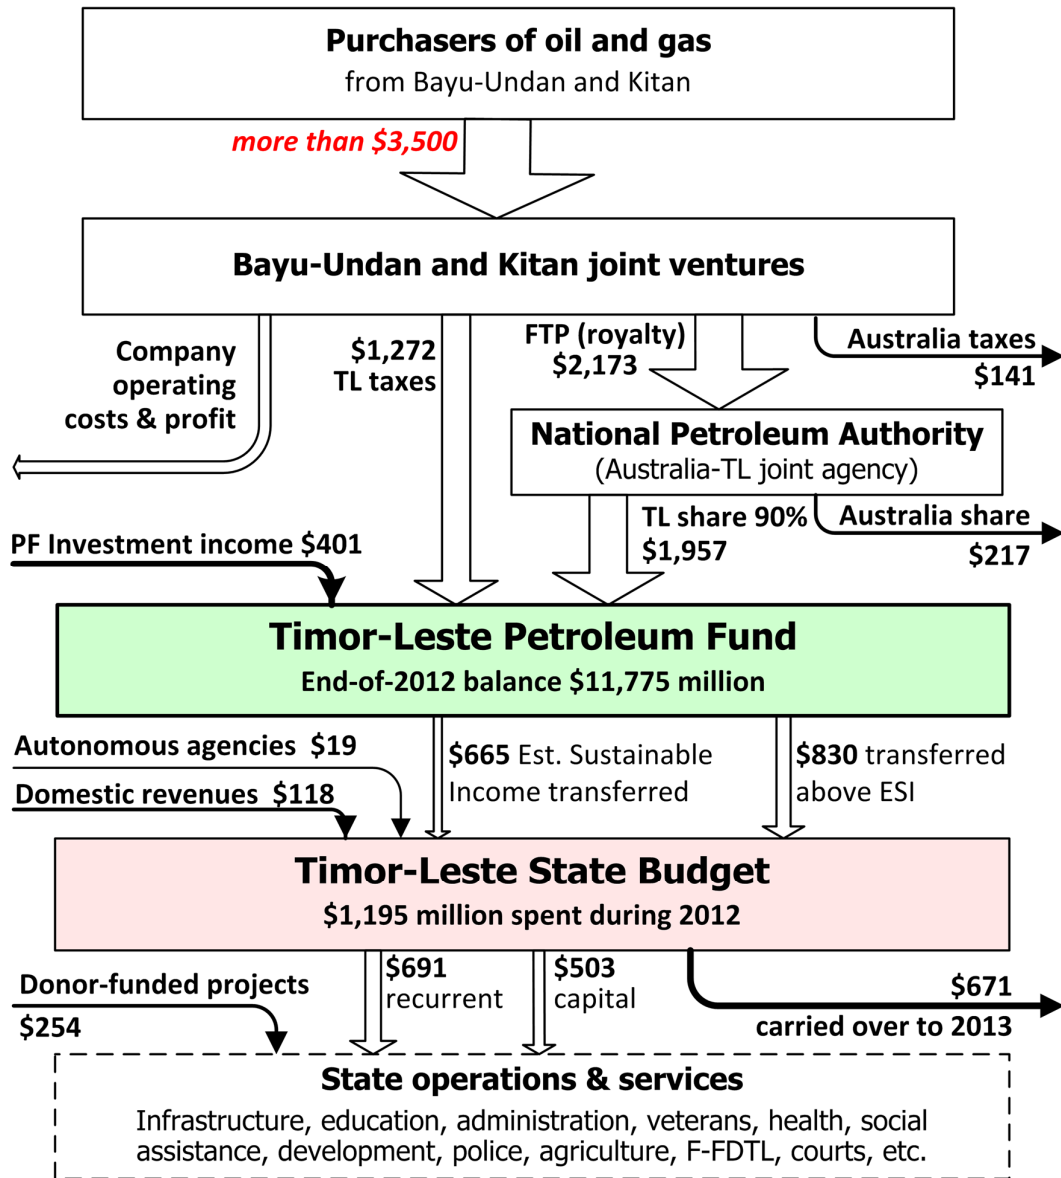 Purchasers of oil and gas
from Bayu-Undan and Kitan
more than $3,500
Bayu-Undan and Kitan joint ventures
Company
operating
costs & profit
$1,272
TL taxes
FTP (royalty)
$2,173
Australia taxes
$141
National Petroleum Authority
(Australia-TL joint agency)
TL share 90%
$1,957
Australia share
$217
PF Investment income $401
Timor-Leste Petroleum Fund
End-of-2012 balance $11,775 million
Autonomous agencies $19
Domestic revenues $118
$665 Est. Sustainable
Income transferred
$830 transferred
above ESI
Timor-Leste State Budget
$1,195 million spent during 2012
Donor-funded projects
$254
$691
recurrent
$503
capital
$671
carried over to 2013
State operations & services
Infrastructure, education, administration, veterans, health, social
assistance, development, police, agriculture, F-FDTL, courts, etc.